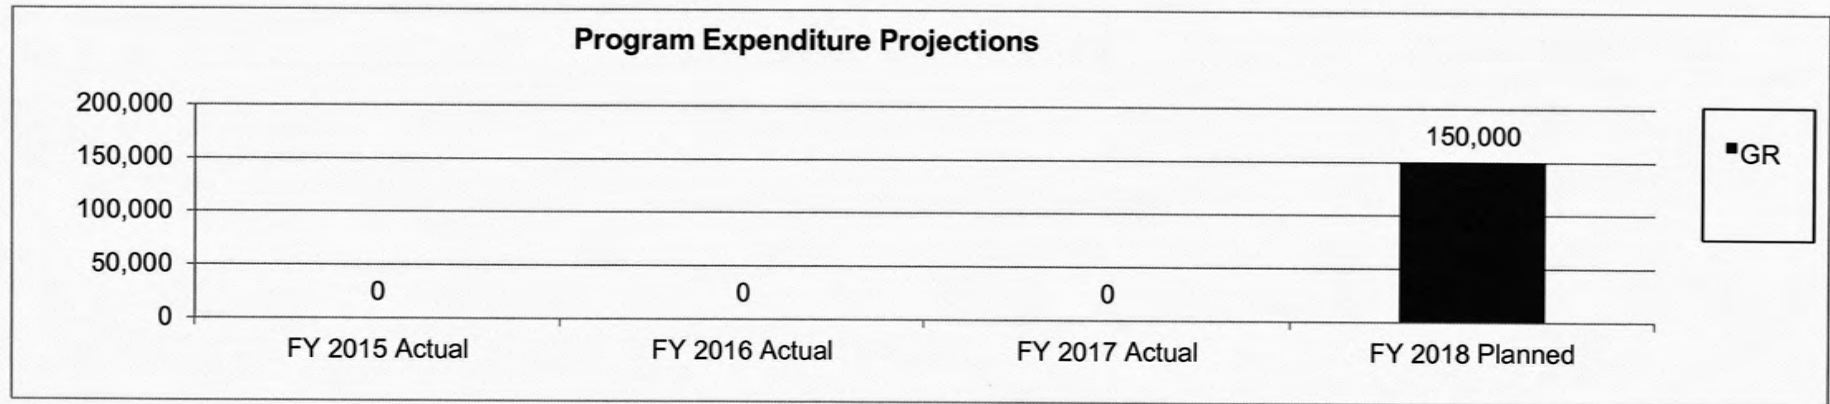 Program Expenditure Projections
200,000
150,000
100,000
50,000
0
150,000
0
0
0
FY 2015 Actual
FY 2016 Actual
FY 2017 Actual
FY 2018 Planned
GR